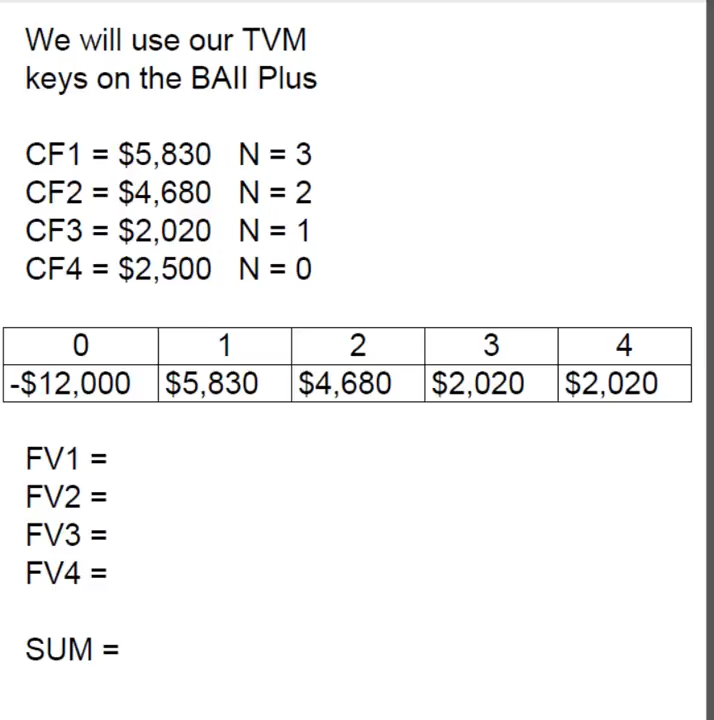 We will use our TVM
keys on the BAII Plus
CF1 = $5,830 N = 3
CF2 = $4,680 N = 2
CF3 = $2,020 N = 1
CF4 = $2,500 N = 0
0 1 2 3 4
-$12,000 $5,830 $4,680 $2,020 $2,020
FV1 =
FV2 =
FV3 =
FV4 =
SUM =